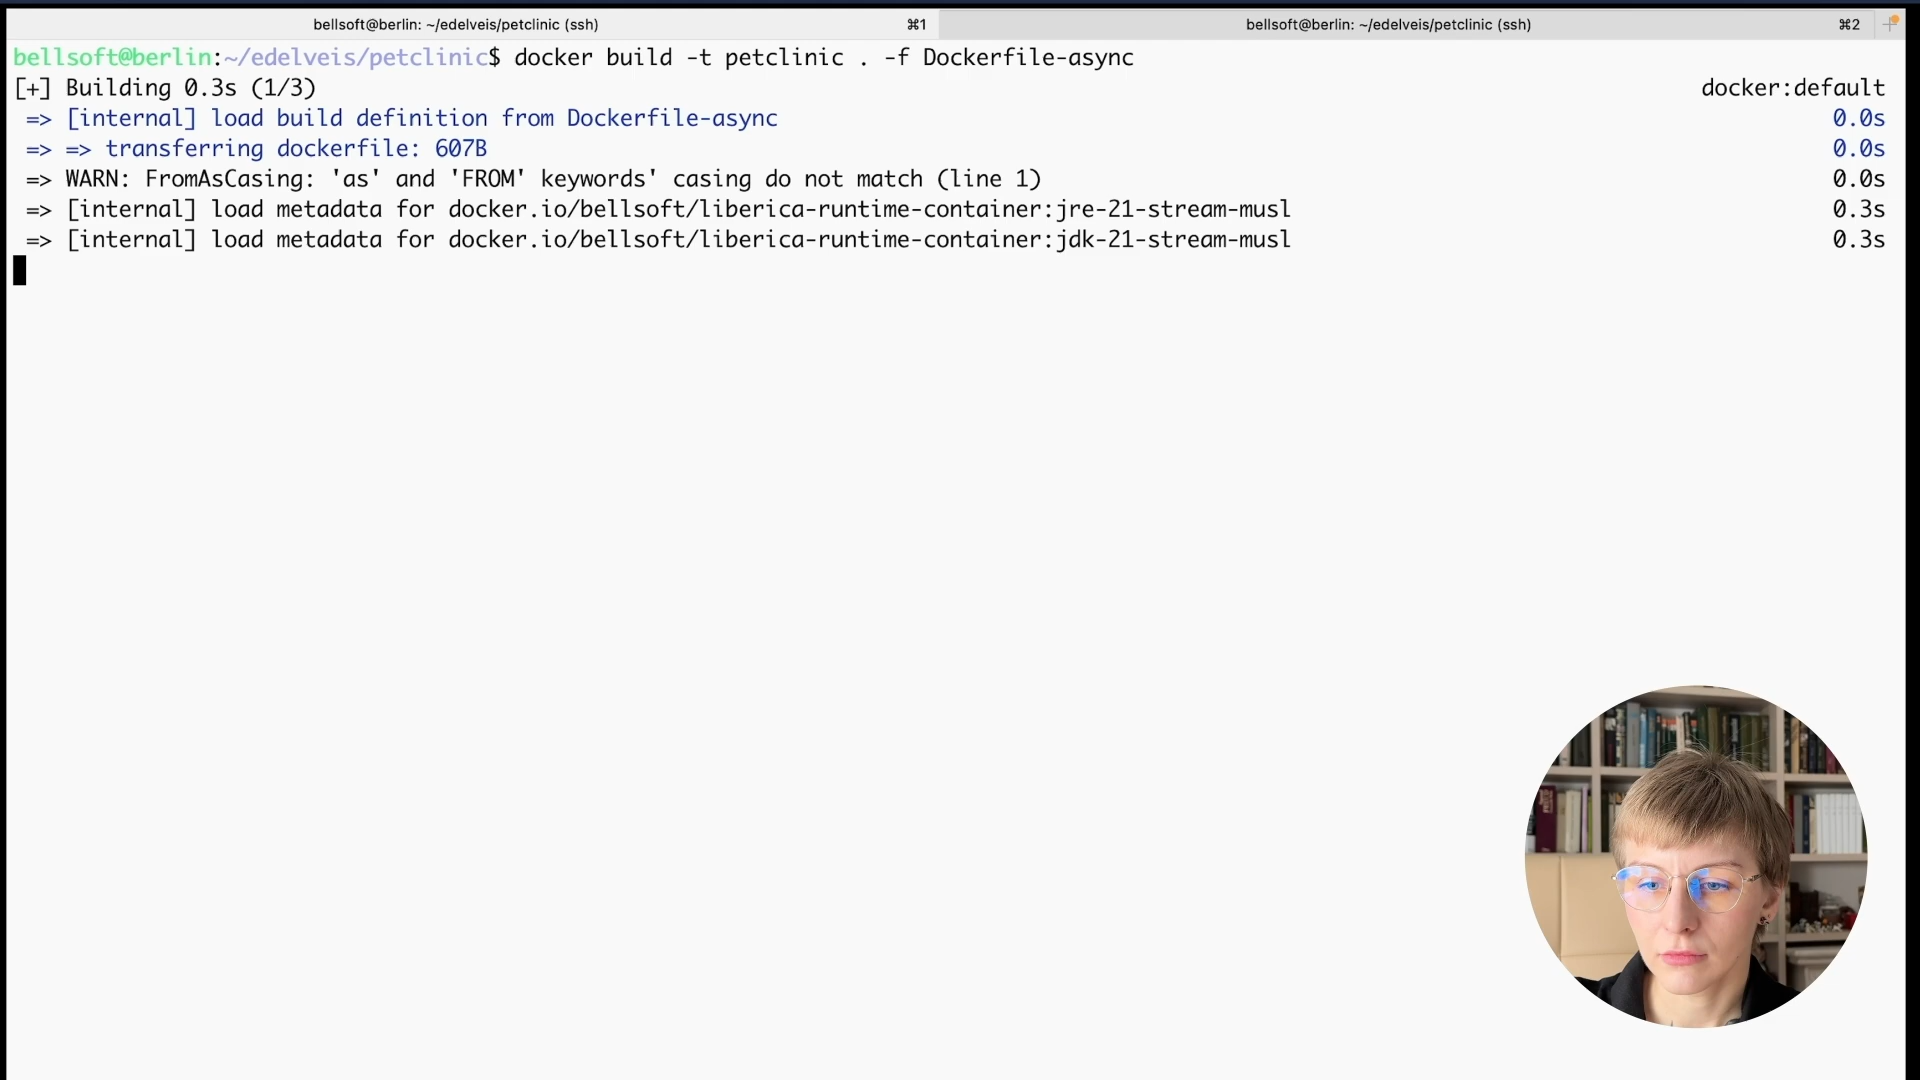 bellsoft@berlin: ~/edelveis/petclinic (ssh) ⌘1 bellsoft@berlin: ~/edelveis/petclinic (ssh) ⌘2
bellsoft@berlin:~/edelveis/petclinic$ docker build -t petclinic . -f Dockerfile-async
[+] Building 0.3s (1/3) docker:default
=> [internal] load build definition from Dockerfile-async 0.0s
=> => transferring dockerfile: 607B 0.0s
=> WARN: FromAsCasing: 'as' and 'FROM' keywords' casing do not match (line 1) 0.0s
=> [internal] load metadata for docker.io/bellsoft/liberica-runtime-container:jre-21-stream-musl 0.3s
=> [internal] load metadata for docker.io/bellsoft/liberica-runtime-container:jdk-21-stream-musl 0.3s